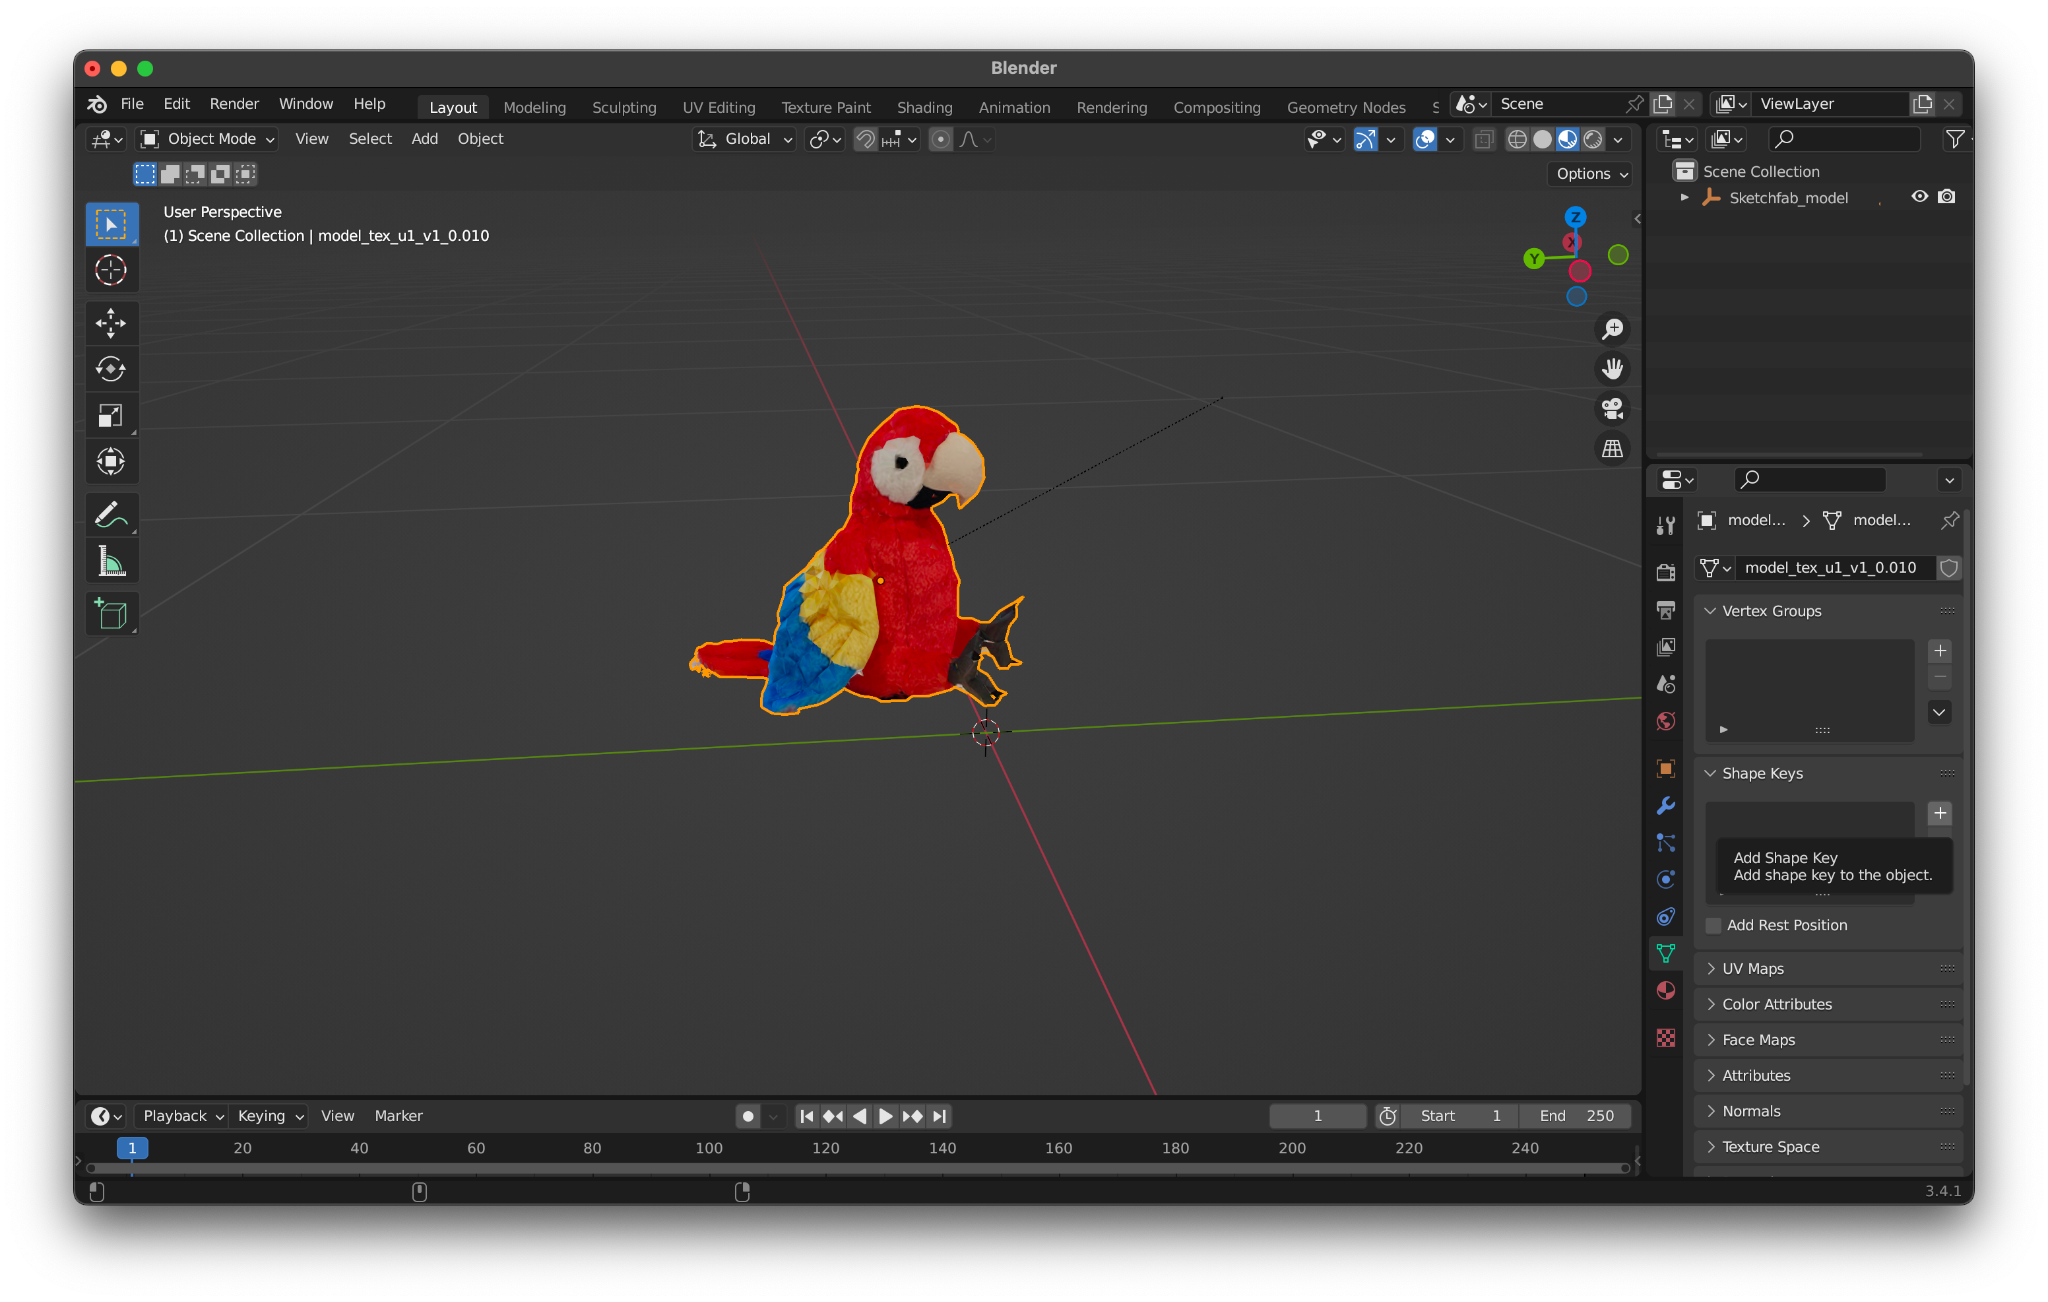 Blender
File Edit Render Window Help Layout Modeling Sculpting UV Editing Texture Paint Shading Animation Rendering Compositing Geometry Nodes S Scene ViewLayer
Object Mode View Select Add Object Global
Options
User Perspective
(1) Scene Collection | model_tex_u1_v1_0.010
Z
X
Y
Scene Collection
Sketchfab_model
model... model...
model_tex_u1_v1_0.010
Vertex Groups
Shape Keys
Add Shape Key
Add shape key to the object.
Add Rest Position
UV Maps
Color Attributes
Face Maps
Attributes
Normals
Texture Space
Playback Keying View Marker 1 Start 1 End 250
1 20 40 60 80 100 120 140 160 180 200 220 240
3.4.1